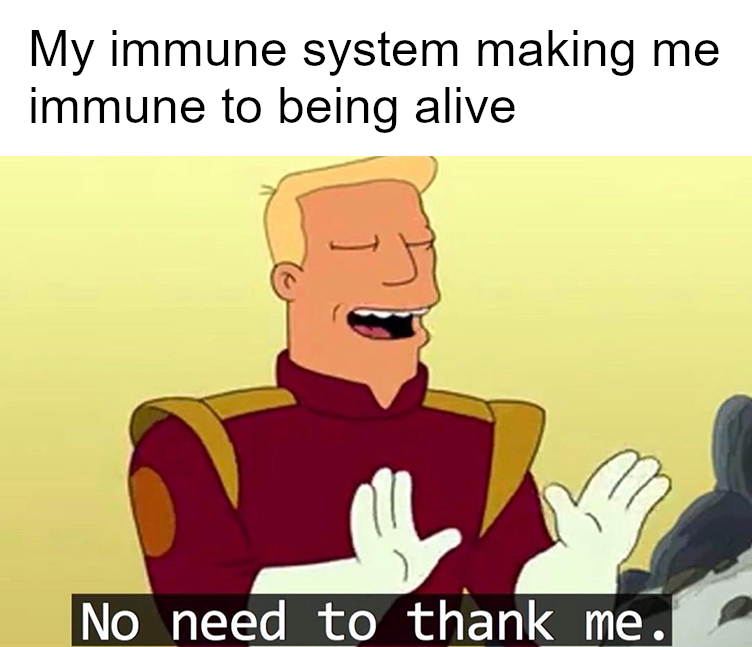 My immune system making me
immune to being alive
No need to thank me.